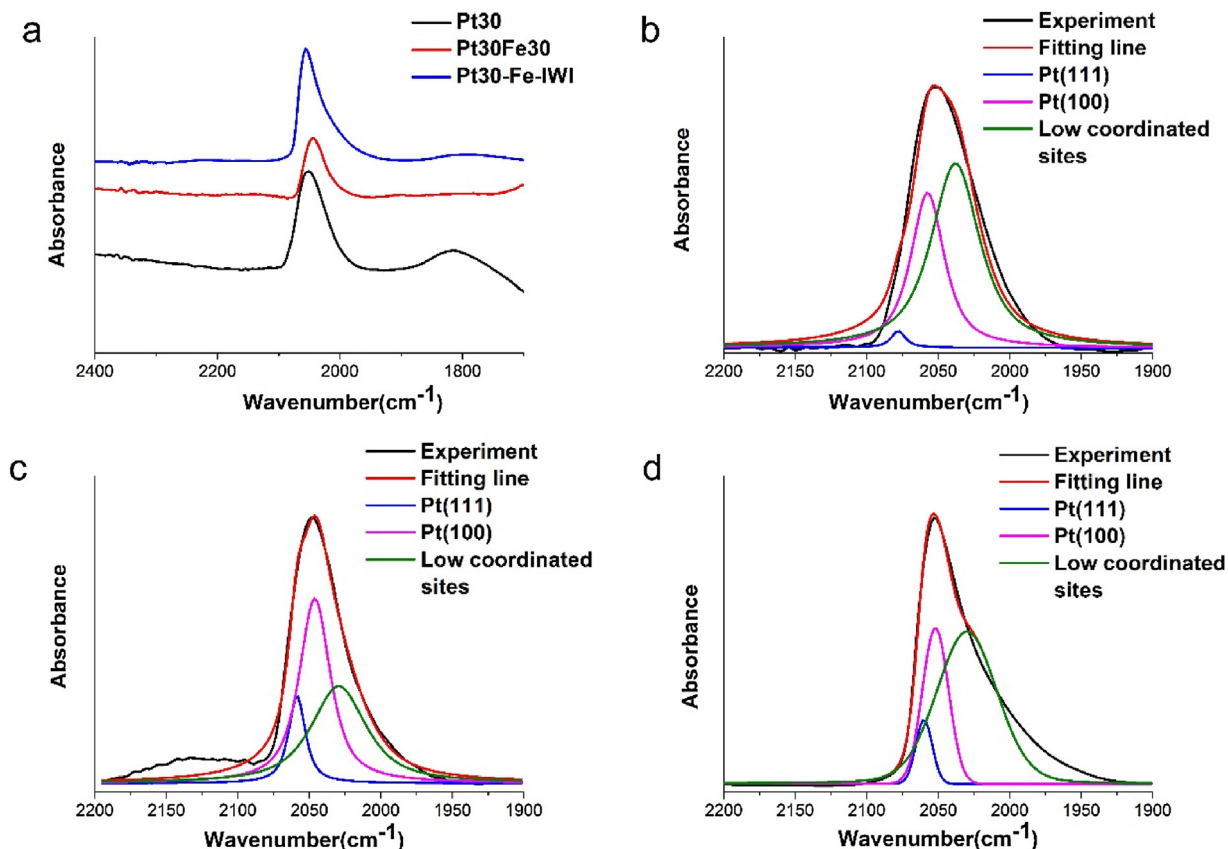 a
Pt30
Pt30Fe30
Pt30-Fe-IWI
Absorbance
2400
2200
2000
1800
Wavenumber(cm-1)
b
Experiment
Fitting line
Pt(111)
Pt(100)
Low coordinated
sites
Absorbance
2200
2150
2100
2050
2000
1950
1900
Wavenumber(cm-1)
c
Experiment
Fitting line
Pt(111)
Pt(100)
Low coordinated
sites
Absorbance
2200
2150
2100
2050
2000
1950
1900
Wavenumber(cm-1)
d
Experiment
Fitting line
Pt(111)
Pt(100)
Low coordinated
sites
Absorbance
2200
2150
2100
2050
2000
1950
1900
Wavenumber(cm-1)